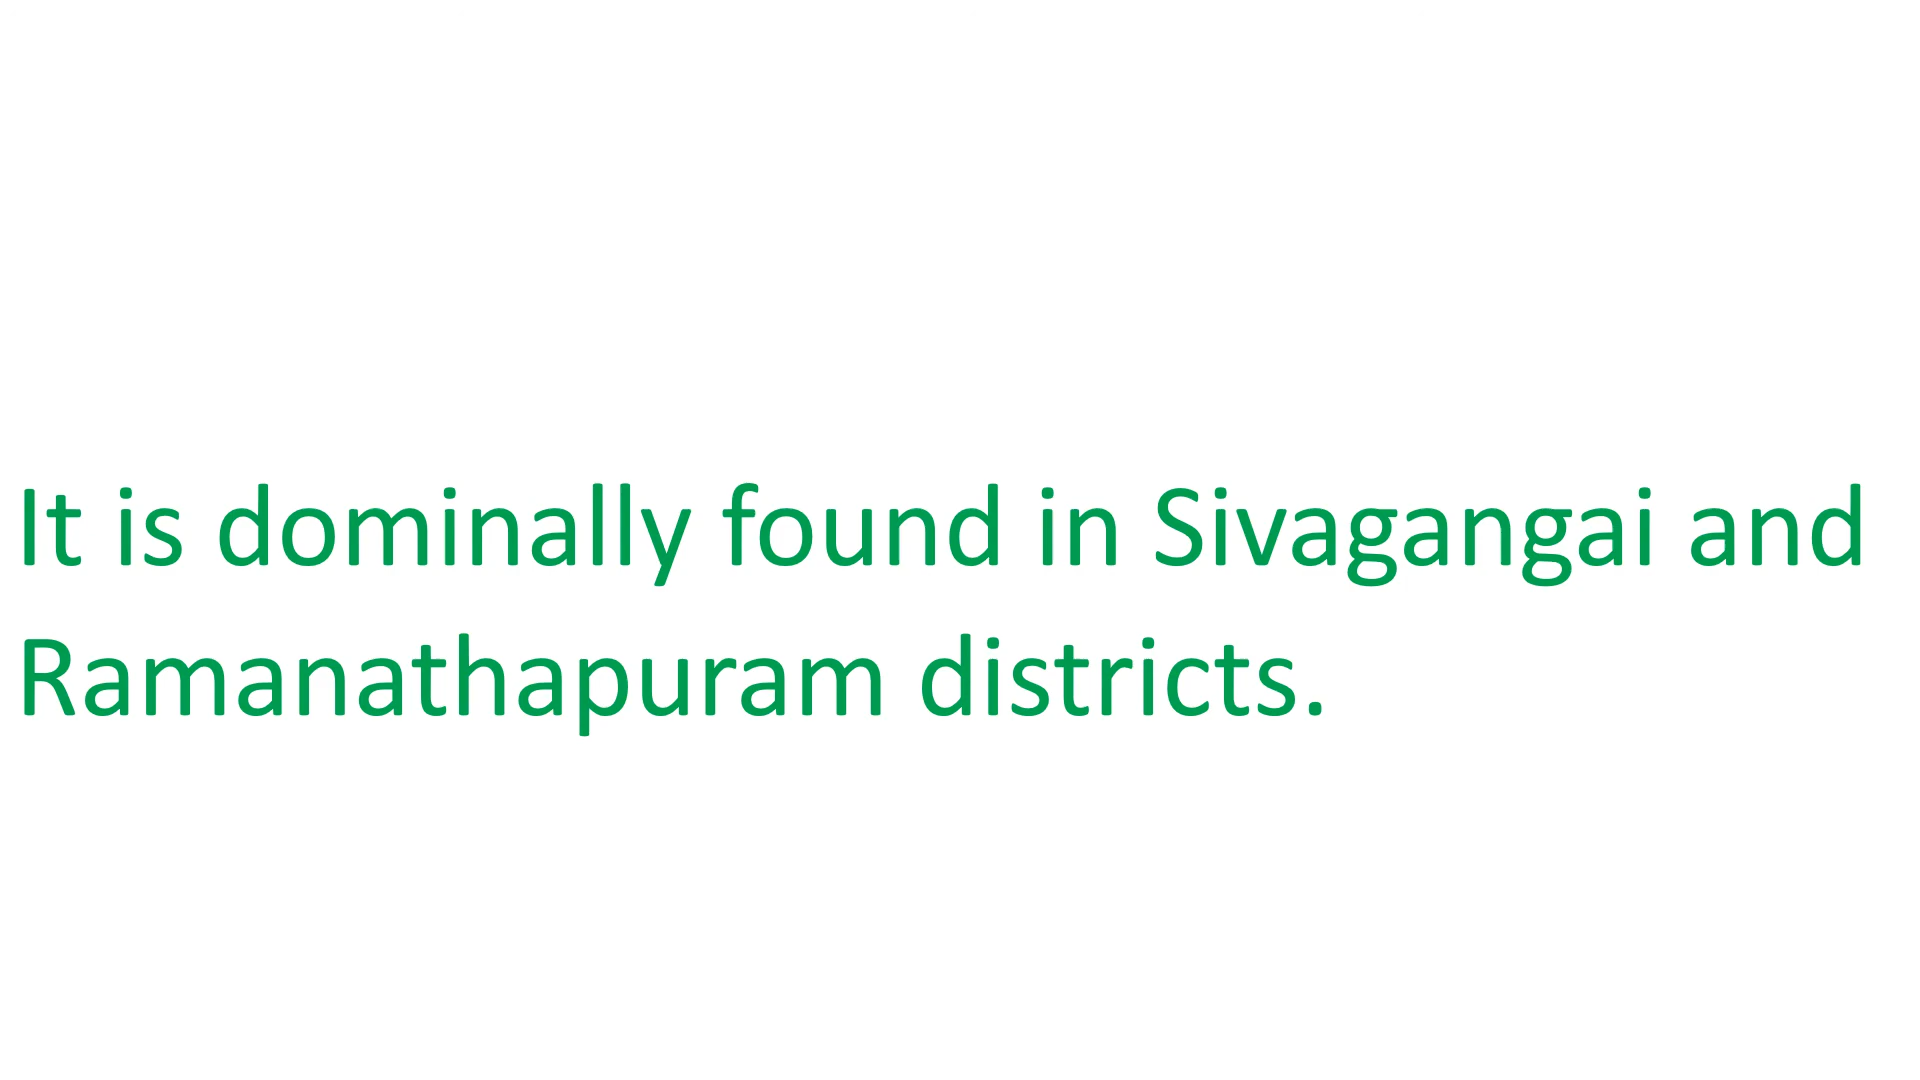 It is dominally found in Sivagangai and
Ramanathapuram districts.